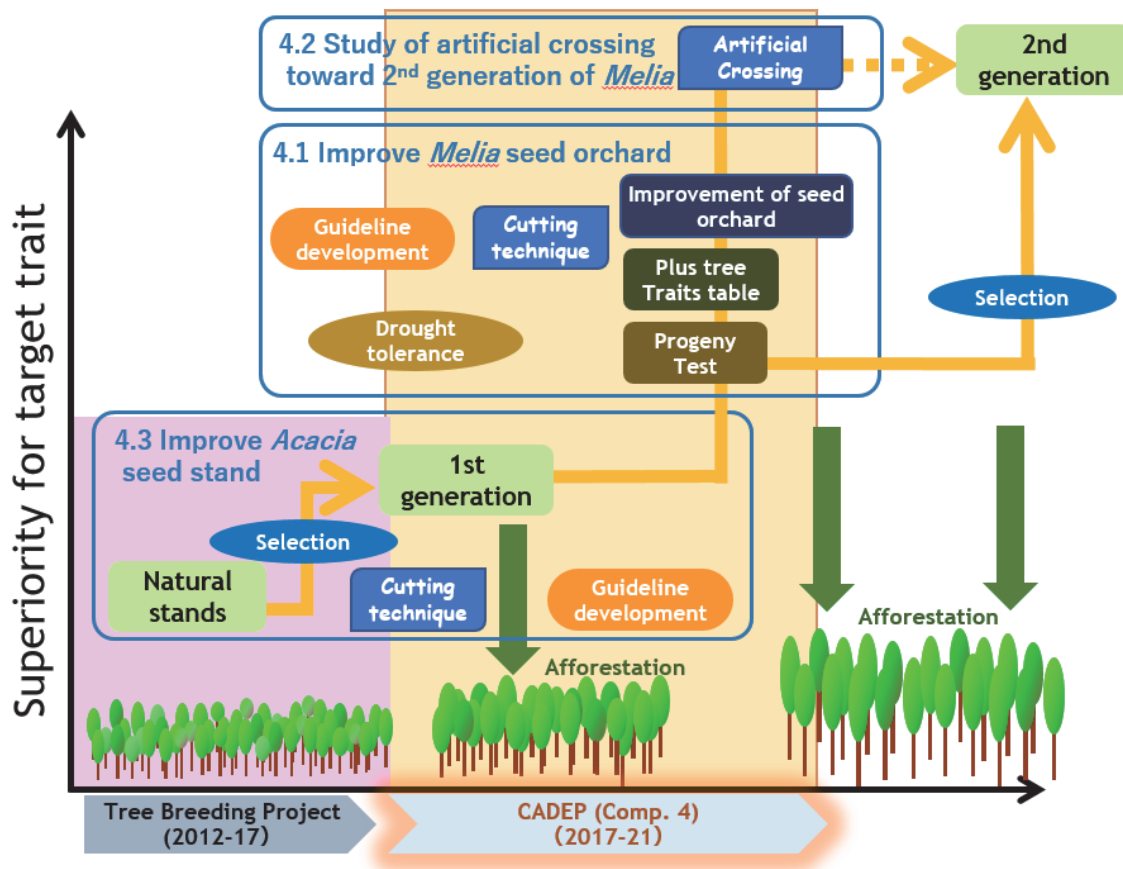 4.2 Study of artificial crossing
toward 2nd generation of Melia
Artificial
Crossing
2nd
generation
4.1 Improve Melia seed orchard
Guideline
development
Cutting
technique
Improvement of seed
orchard
Plus tree
Traits table
Drought
tolerance
Progeny
Test
Selection
Superiority for target trait
4.3 Improve Acacia
seed stand
1st
generation
Selection
Natural
stands
Cutting
technique
Guideline
development
Afforestation
Afforestation
Tree Breeding Project
(2012-17)
CADEP (Comp. 4)
(2017-21)